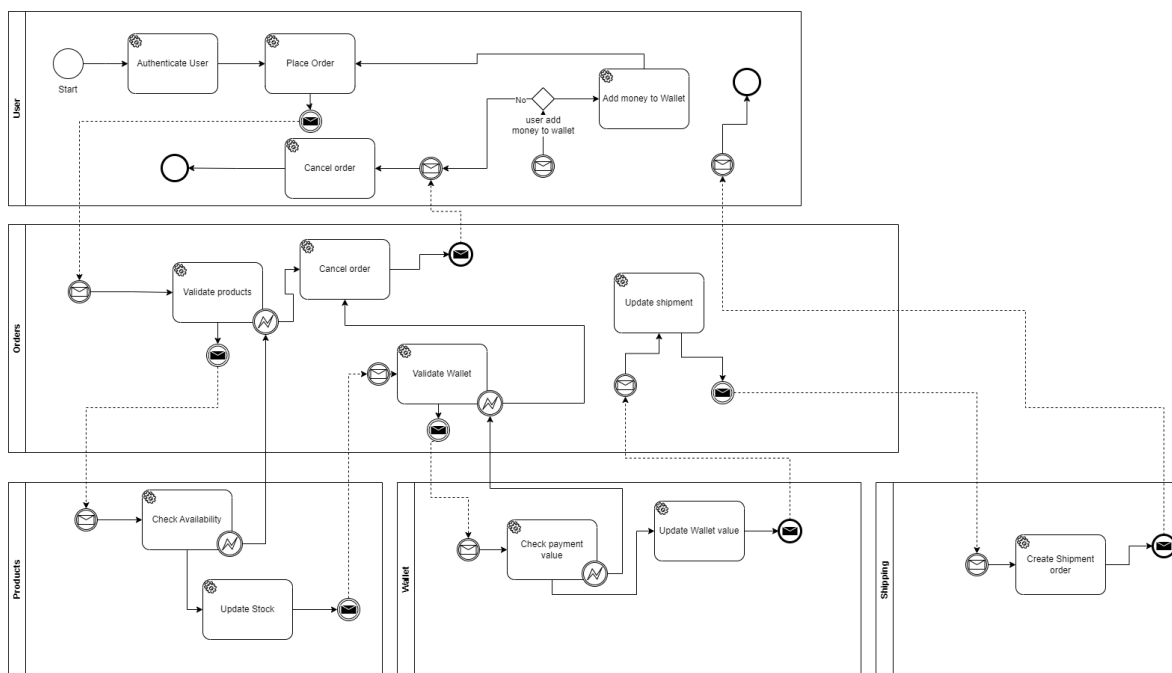 User
Start
Authenticate User
Place Order
Add money to Wallet
No
user add
money to wallet
Cancel order
Orders
Validate products
Cancel order
Update shipment
Validate Wallet
Products
Check Availability
Update Stock
Wallet
Check payment
value
Update Wallet value
Shipping
Create Shipment
order